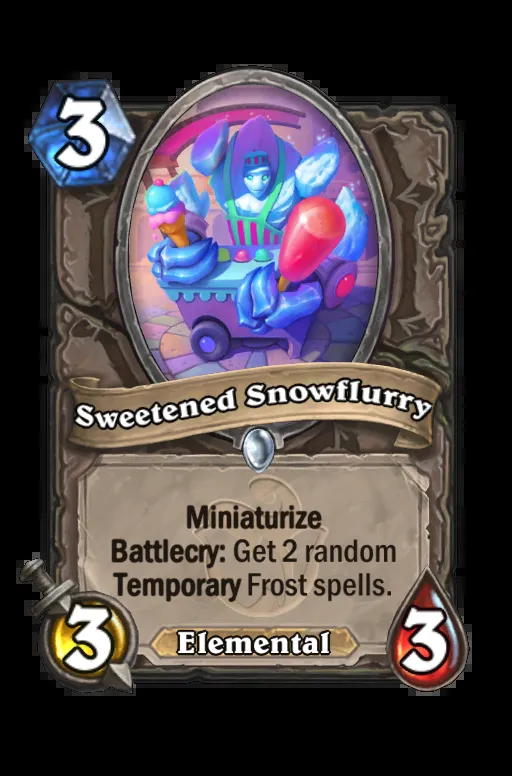 3
Sweetened Snowflurry
Miniaturize
Battlecry: Get 2 random
Temporary Frost spells.
3
Elemental
3